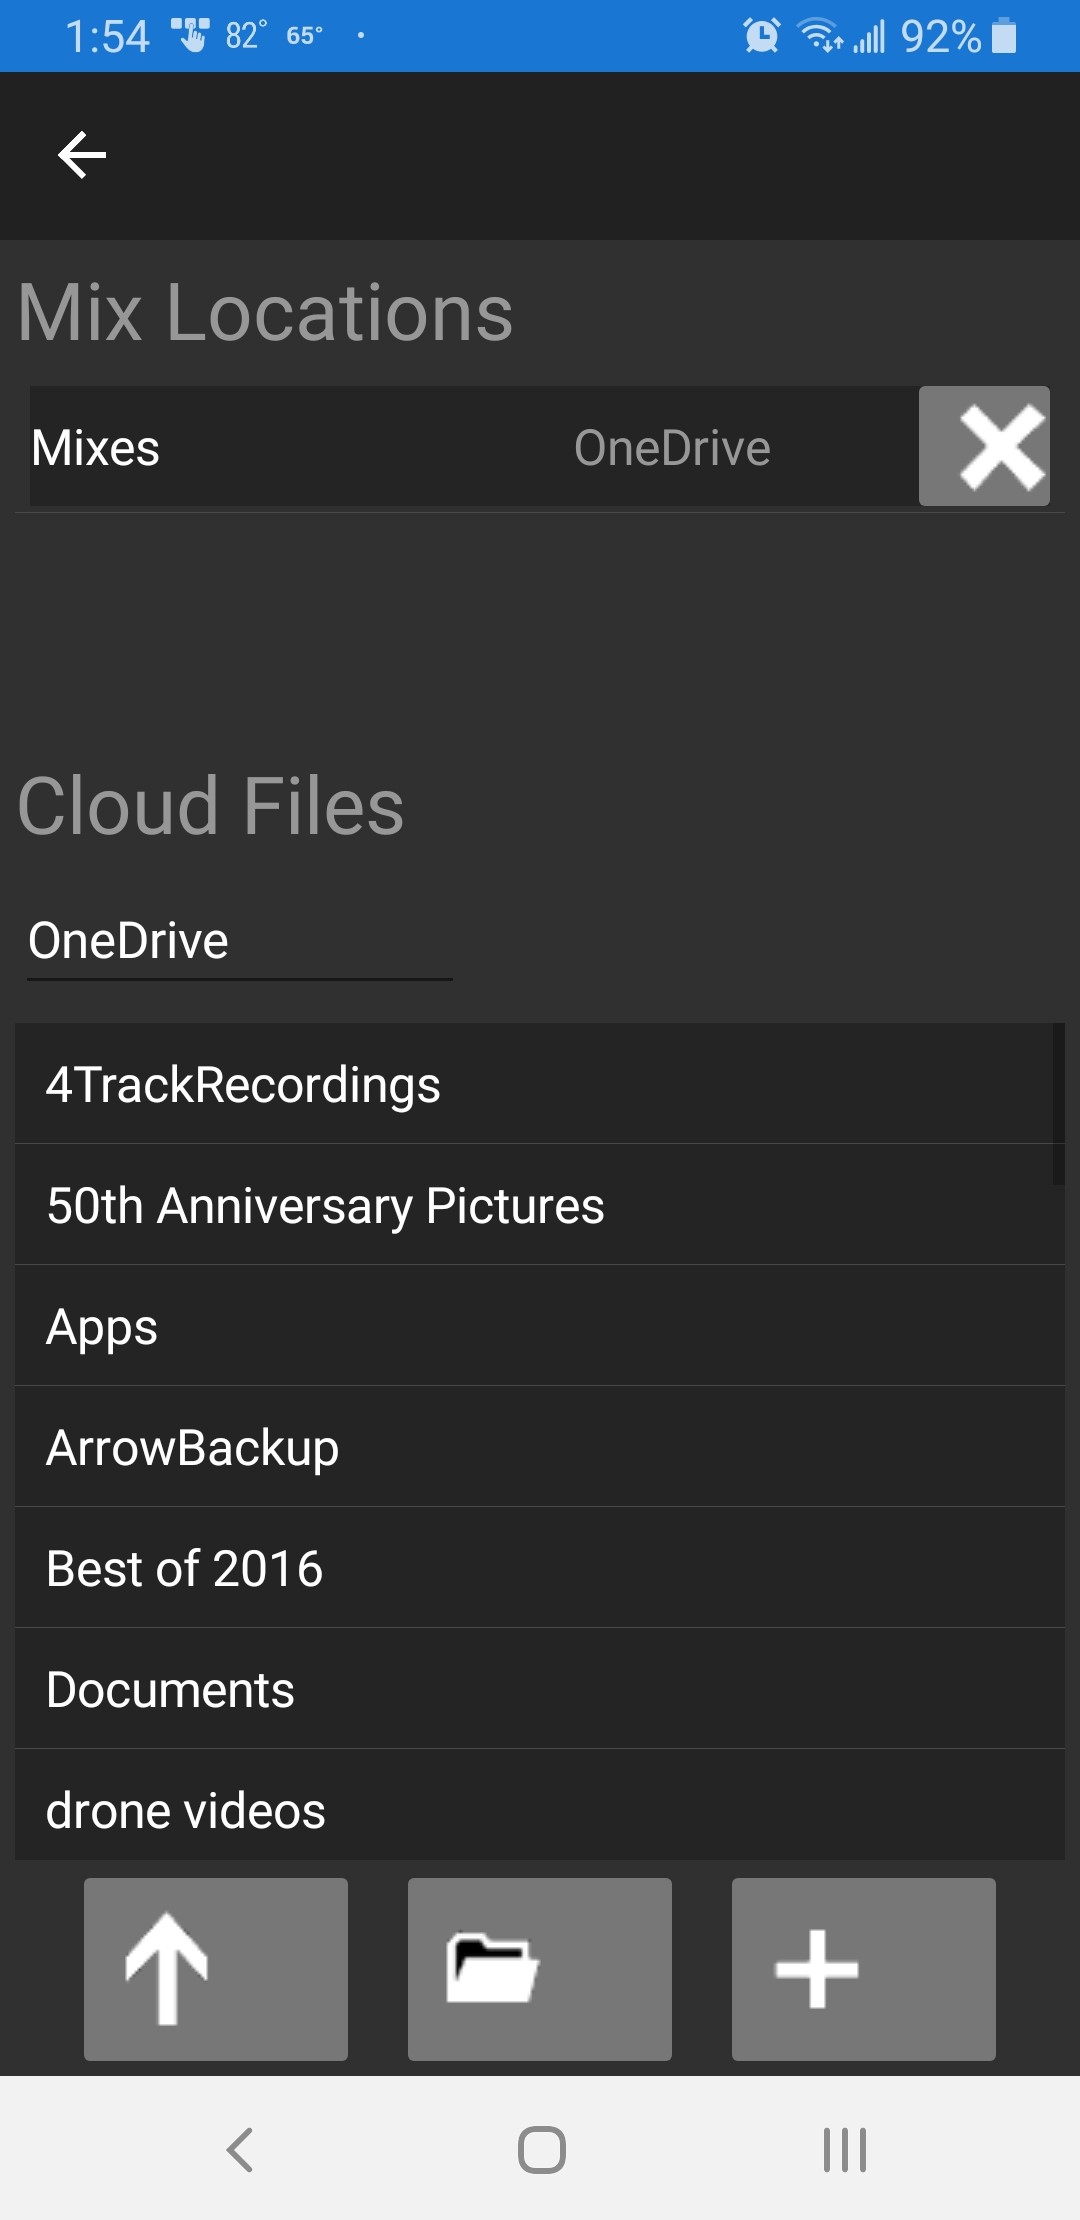 1:54 82° 65° 92%
Mix Locations
Mixes OneDrive
Cloud Files
OneDrive
4TrackRecordings
50th Anniversary Pictures
Apps
ArrowBackup
Best of 2016
Documents
drone videos